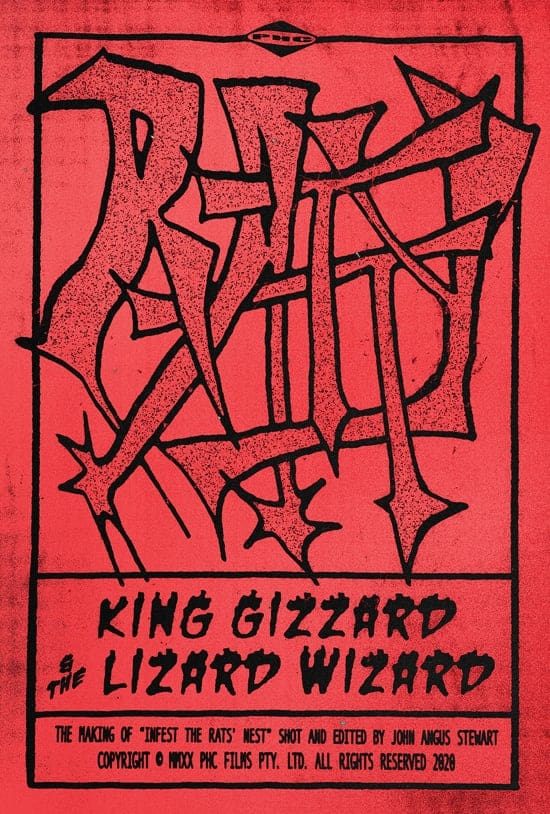 PHC
RATTY
KING GIZZARD
& THE LIZARD WIZARD
THE MAKING OF "INFEST THE RATS' NEST" SHOT AND EDITED BY JOHN ANGUS STEWART
COPYRIGHT © MMXX PHC FILMS PTY. LTD. ALL RIGHTS RESERVED 2020